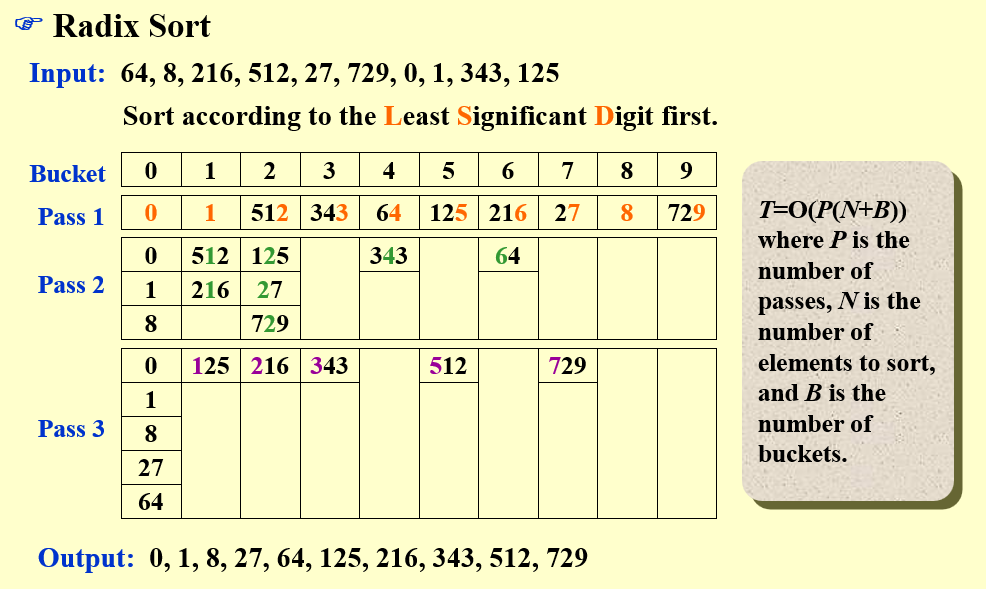 ☞ Radix Sort
Input: 64, 8, 216, 512, 27, 729, 0, 1, 343, 125
Sort according to the Least Significant Digit first.
Bucket 0 1 2 3 4 5 6 7 8 9
Pass 1 0 1 512 343 64 125 216 27 8 729
Pass 2
0 512 125 343 64
1 216 27
8 729
Pass 3
0 125 216 343 512 729
1
8
27
64
Output: 0, 1, 8, 27, 64, 125, 216, 343, 512, 729
T=O(P(N+B))
where P is the
number of
passes, N is the
number of
elements to sort,
and B is the
number of
buckets.